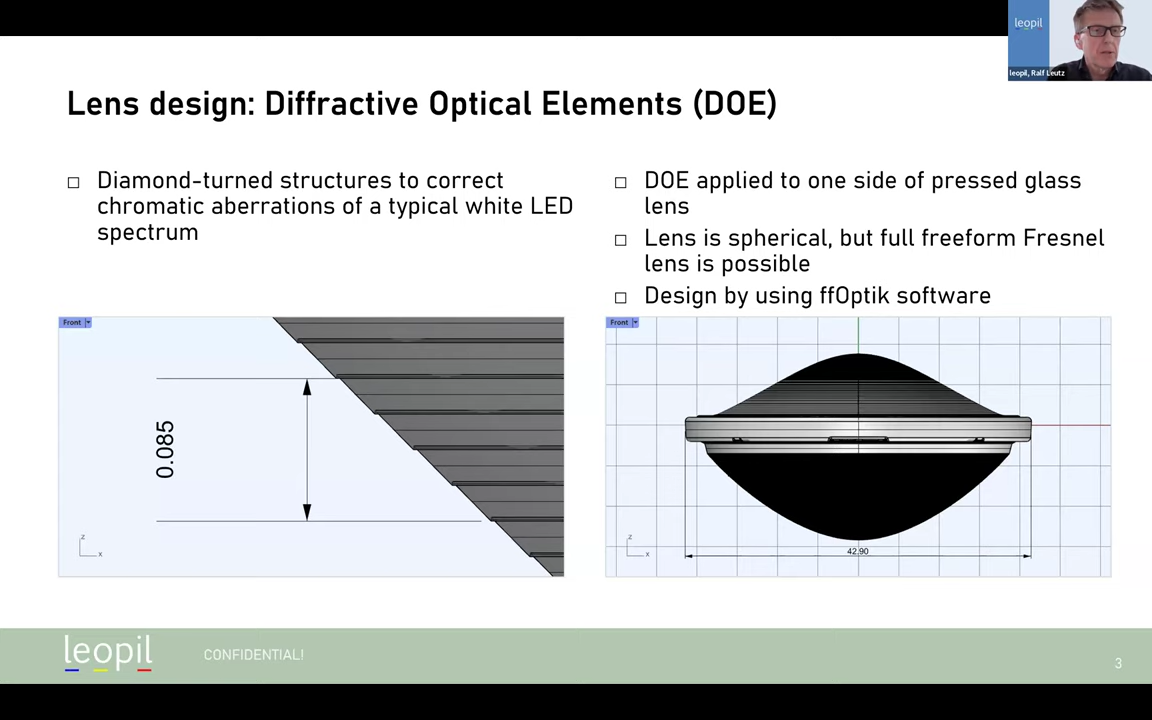 leopil
leopil, Ralf Leutz
Lens design: Diffractive Optical Elements (DOE)
Diamond-turned structures to correct
chromatic aberrations of a typical white LED
spectrum
DOE applied to one side of pressed glass
lens
Lens is spherical, but full freeform Fresnel
lens is possible
Design by using ffOptik software
Front
0.085
z
x
Front
z
x
42.90
leopil
CONFIDENTIAL!
3